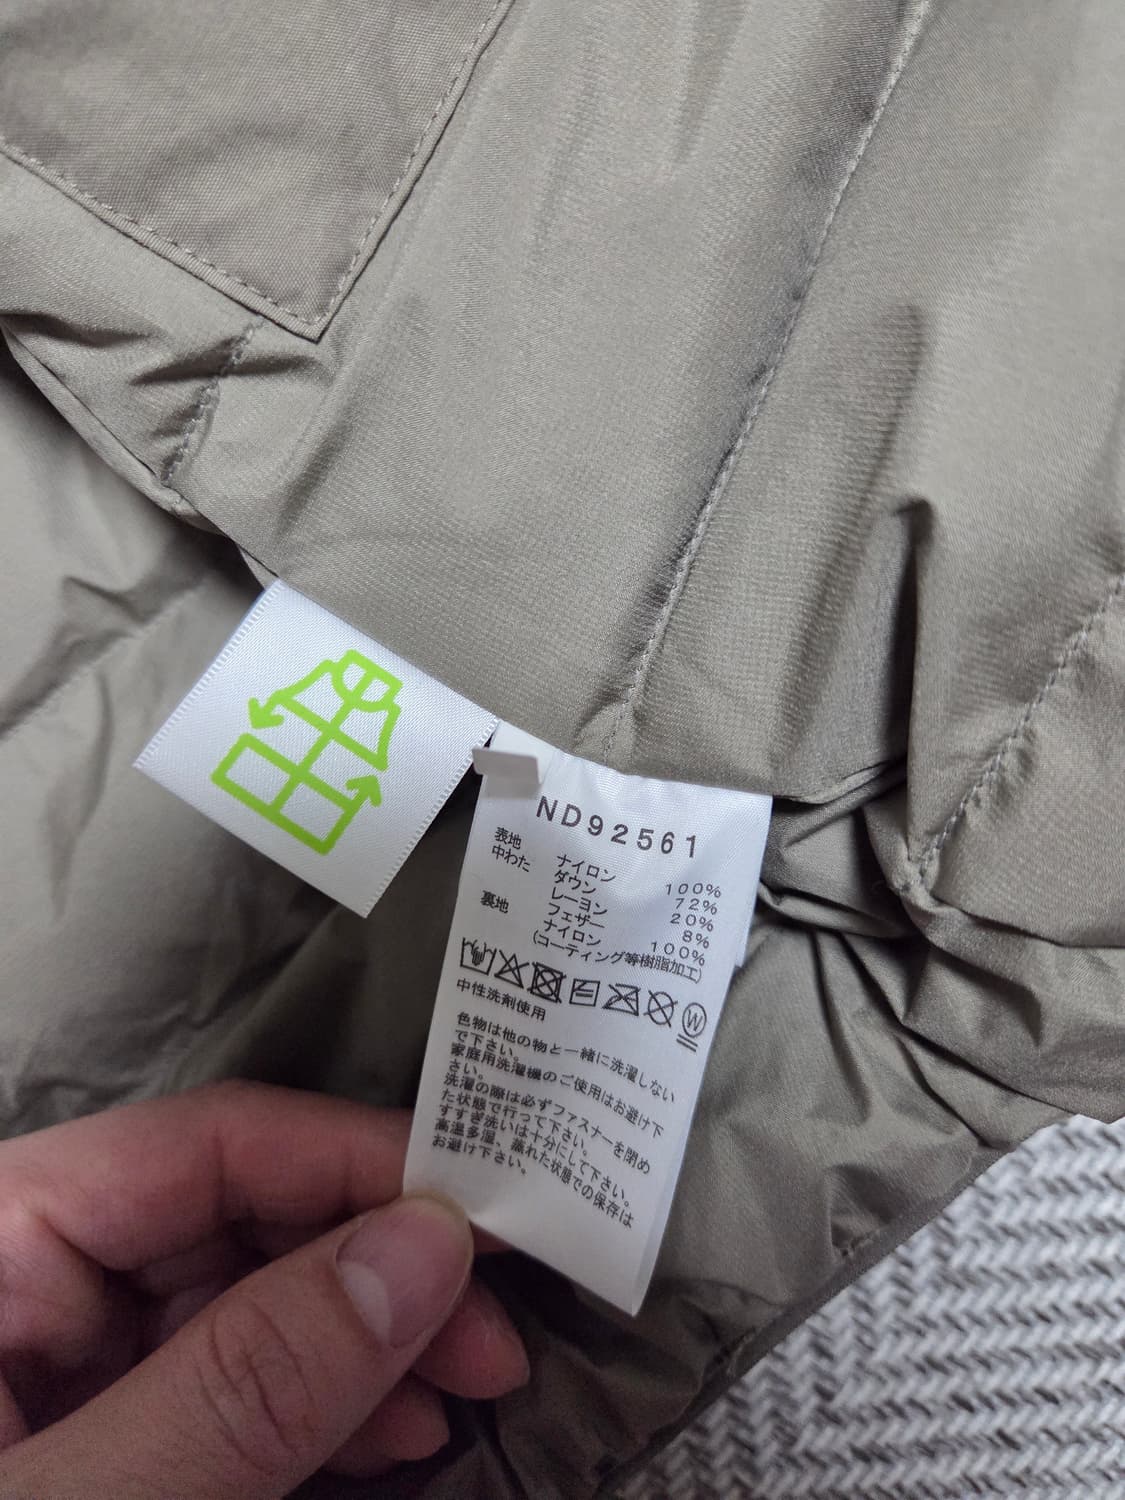 ND92561
表地 ナイロン 100%
中わた ダウン 72%
レーヨン 20%
フェザー 8%
裏地 ナイロン 100%
(コーティング等樹脂加工)
W
中性洗剤使用
色物は他の物と一緒に洗濯しない
で下さい。
家庭用洗濯機のご使用はお避け下
さい。
洗濯の際は必ずファスナーを閉め
た状態で行って下さい。
すすぎ洗いは十分にして下さい。
高温多湿、蒸れた状態での保存は
お避け下さい。